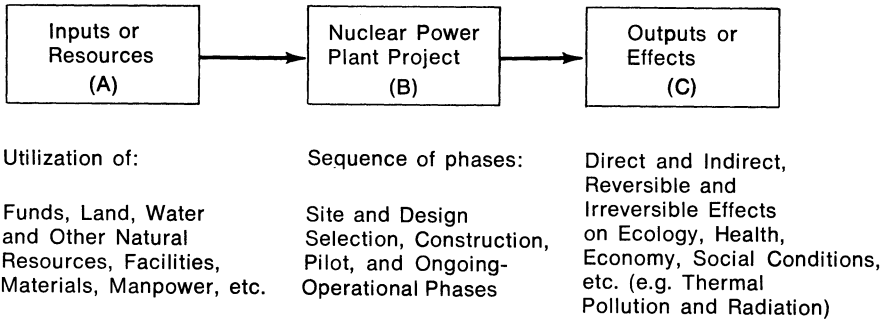 Inputs or
Resources
(A)
Nuclear Power
Plant Project
(B)
Outputs or
Effects
(C)
Utilization of:
Funds, Land, Water
and Other Natural
Resources, Facilities,
Materials, Manpower, etc.
Sequence of phases:
Site and Design
Selection, Construction,
Pilot, and Ongoing-
Operational Phases
Direct and Indirect,
Reversible and
Irreversible Effects
on Ecology, Health,
Economy, Social Conditions,
etc. (e.g. Thermal
Pollution and Radiation)